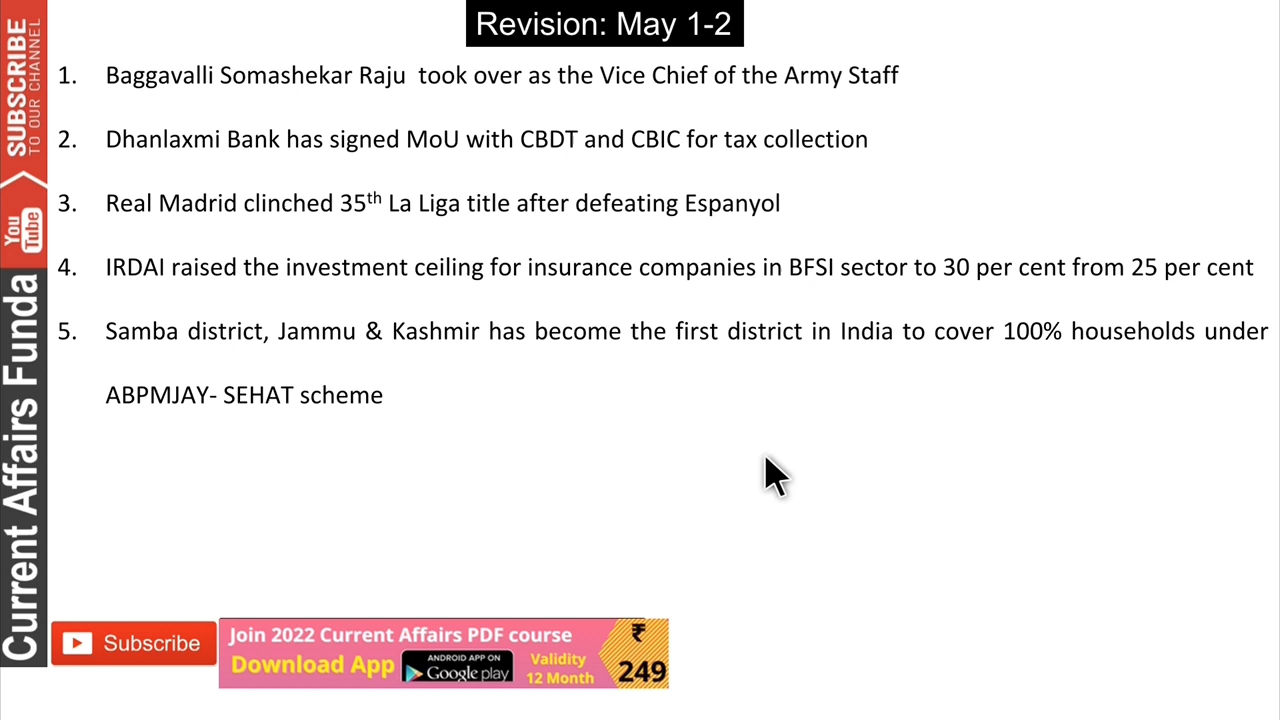 Revision: May 1-2
1. Baggavalli Somashekar Raju took over as the Vice Chief of the Army Staff
2. Dhanlaxmi Bank has signed MoU with CBDT and CBIC for tax collection
3. Real Madrid clinched 35th La Liga title after defeating Espanyol
4. IRDAI raised the investment ceiling for insurance companies in BFSI sector to 30 per cent from 25 per cent
5. Samba district, Jammu & Kashmir has become the first district in India to cover 100% households under
ABPMJAY- SEHAT scheme
SUBSCRIBE
TO OUR CHANNEL
You
Tube
Current Affairs Funda
Subscribe
Join 2022 Current Affairs PDF course
Download App
ANDROID APP ON
Google play
Validity
12 Month
₹
249